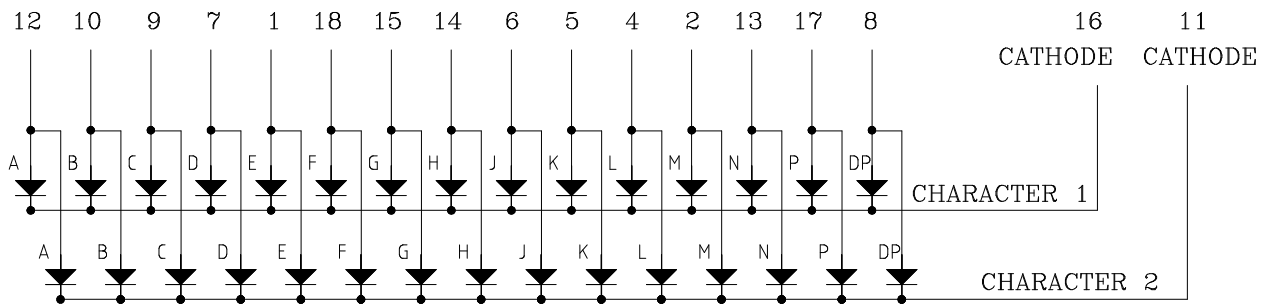 12 10 9 7 1 18 15 14 6 5 4 2 13 17 8 16 11
CATHODE CATHODE
A B C D E F G H J K L M N P DP
CHARACTER 1
A B C D E F G H J K L M N P DP
CHARACTER 2